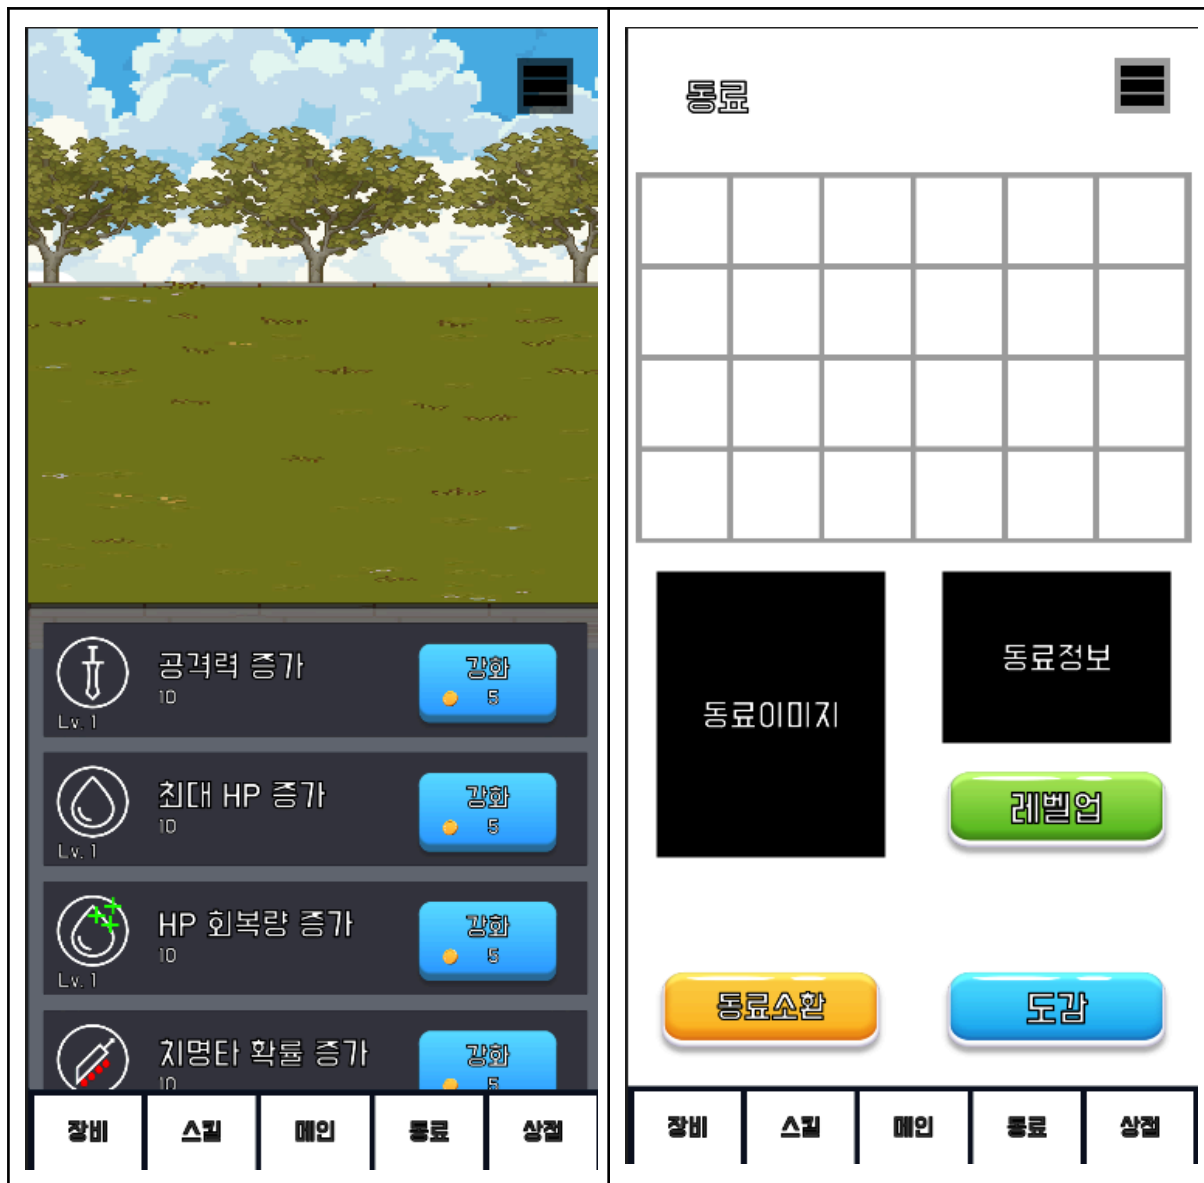 공격력 증가
10
Lv.1
강화
5
최대 HP 증가
10
Lv.1
강화
5
HP 회복량 증가
10
Lv.1
강화
5
치명타 확률 증가
10
강화
5
장비
스킬
메인
동료
상점
동료
동료이미지
동료정보
레벨업
동료소환
도감
장비
스킬
메인
동료
상점